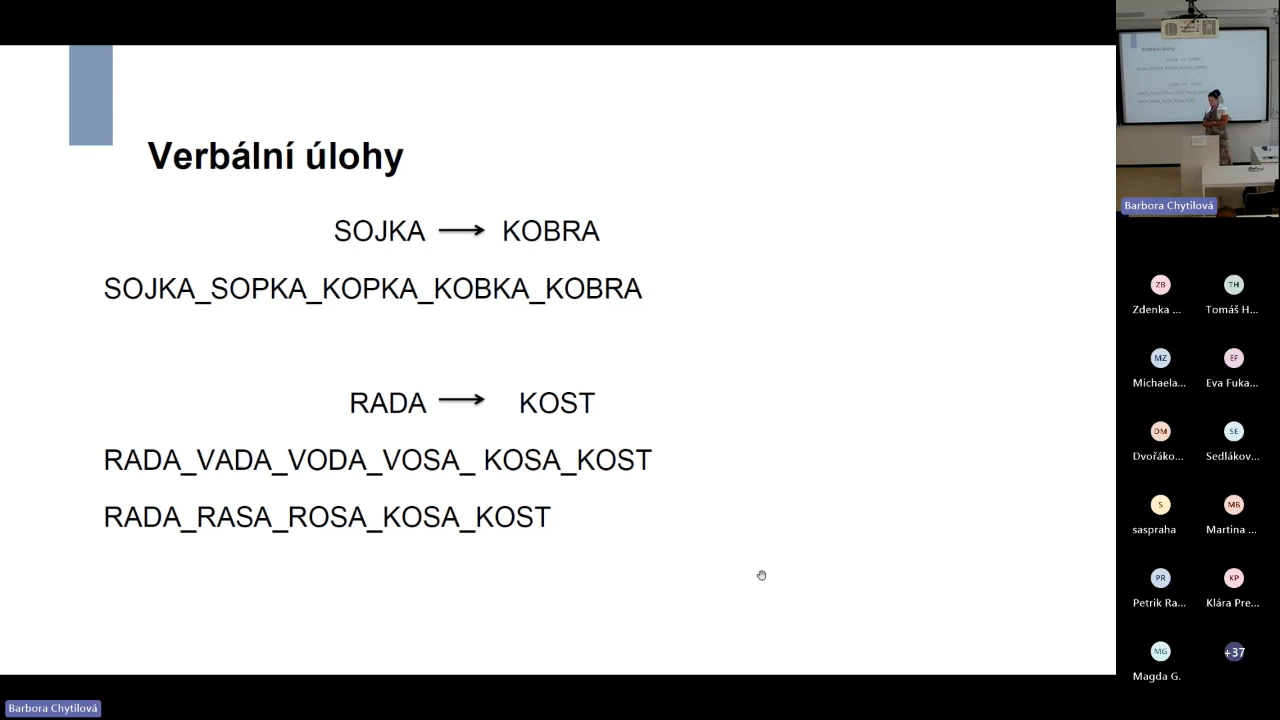 Verbální úlohy
SOJKA → KOBRA
SOJKA_SOPKA_KOPKA_KOBKA_KOBRA
RADA → KOST
RADA_VADA_VODA_VOSA_ KOSA_KOST
RADA_RASA_ROSA_KOSA_KOST
Barbora Chytilová
Verbální úlohy
Barbora Chytilová
ZB TH
Zdenka ... Tomáš H...
MZ EF
Michaela... Eva Fuka...
DM SE
Dvořáko... Sedlákov...
S MB
saspraha Martina ...
PR KP
Petrik Ra... Klára Pre...
MG +37
Magda G.